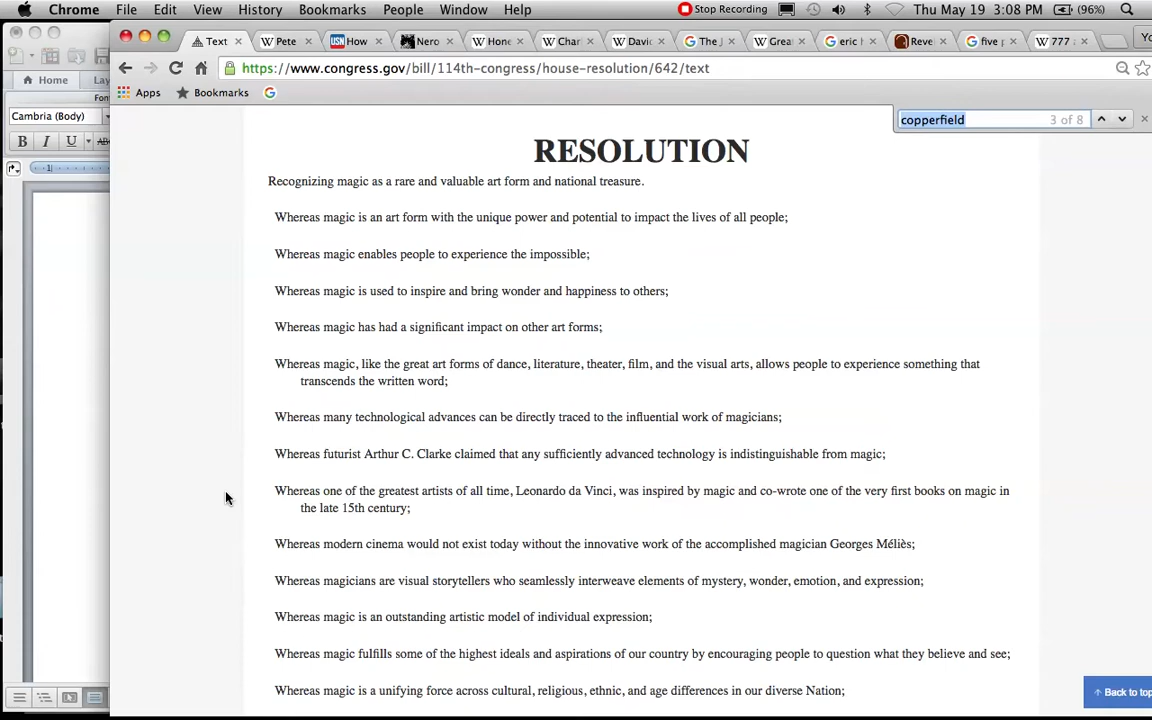 Chrome File Edit View History Bookmarks People Window Help Stop Recording Thu May 19 3:08 PM (96%)
Text Pete How Nero Hone Char Davi The J Grea eric h Reve five p 777 Yo
https://www.congress.gov/bill/114th-congress/house-resolution/642/text
Apps Bookmarks
Home Lay
Font
Cambria (Body)
B I U ABC
copperfield 3 of 8
RESOLUTION
Recognizing magic as a rare and valuable art form and national treasure.
Whereas magic is an art form with the unique power and potential to impact the lives of all people;
Whereas magic enables people to experience the impossible;
Whereas magic is used to inspire and bring wonder and happiness to others;
Whereas magic has had a significant impact on other art forms;
Whereas magic, like the great art forms of dance, literature, theater, film, and the visual arts, allows people to experience something that
transcends the written word;
Whereas many technological advances can be directly traced to the influential work of magicians;
Whereas futurist Arthur C. Clarke claimed that any sufficiently advanced technology is indistinguishable from magic;
Whereas one of the greatest artists of all time, Leonardo da Vinci, was inspired by magic and co-wrote one of the very first books on magic in
the late 15th century;
Whereas modern cinema would not exist today without the innovative work of the accomplished magician Georges Méliès;
Whereas magicians are visual storytellers who seamlessly interweave elements of mystery, wonder, emotion, and expression;
Whereas magic is an outstanding artistic model of individual expression;
Whereas magic fulfills some of the highest ideals and aspirations of our country by encouraging people to question what they believe and see;
Whereas magic is a unifying force across cultural, religious, ethnic, and age differences in our diverse Nation;
Back to top